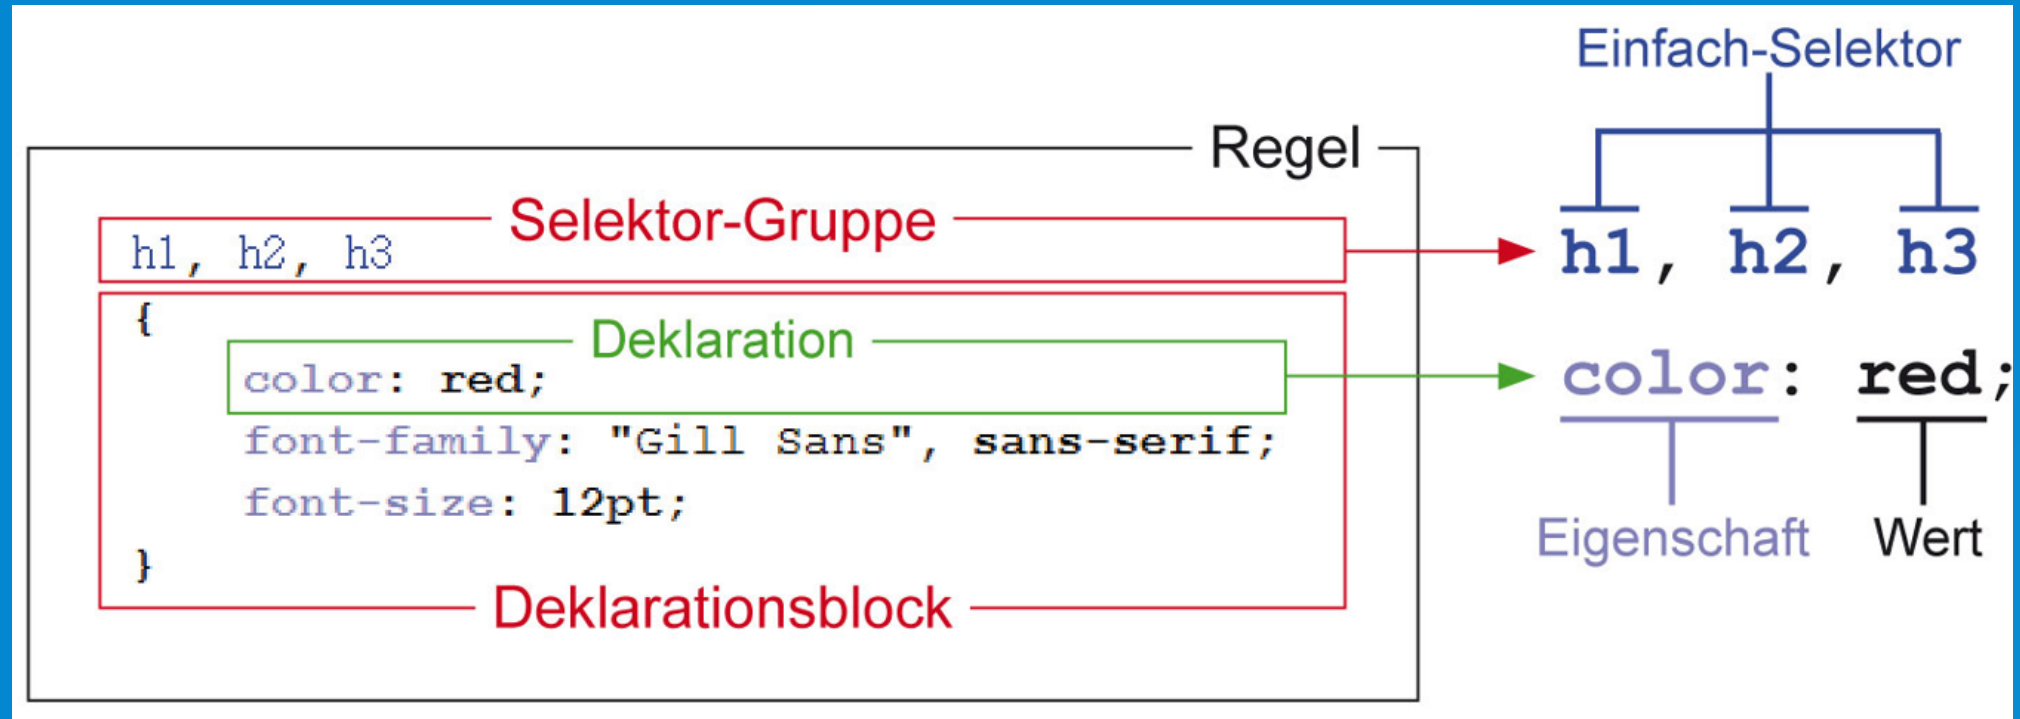 Einfach-Selektor
Regel
Selektor-Gruppe
h1, h2, h3
h1, h2, h3
{
Deklaration
color: red;
color: red;
font-family: "Gill Sans", sans-serif;
font-size: 12pt;
Eigenschaft
Wert
}
Deklarationsblock